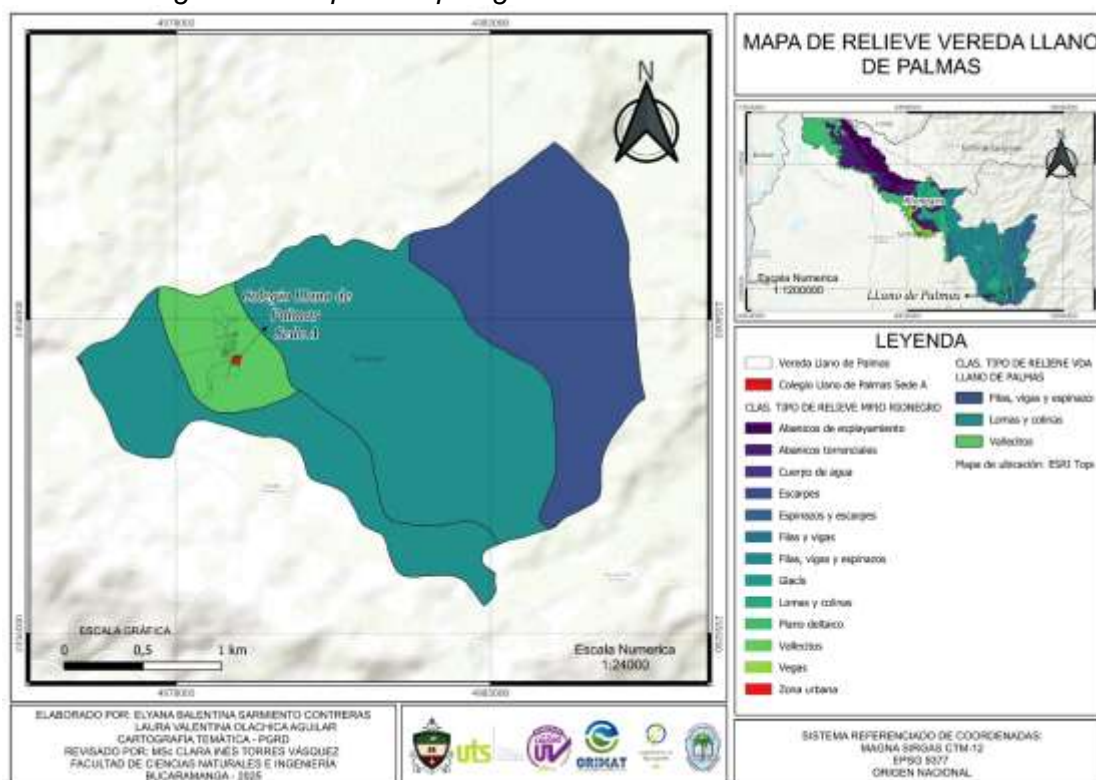 MAPA DE RELIEVE VEREDA LLANO
DE PALMAS
N
Colegio Llano de
Palmas
Sede A
ESCALA GRÁFICA
0 0,5 1 km
Escala Numerica
1:24000
Rionegro
Escala Numerica
1:1200000
LLano de Palmas
LEYENDA
Vereda Llano de Palmas
Colegio Llano de Palmas Sede A
CLAS. TIPO DE RELIEVE MPIO RIONEGRO
Abanicos de esplayamiento
Abanicos torrenciales
Cuerpo de agua
Escarpes
Espinazos y escarpes
Filas y vigas
Filas, vigas y espinazos
Glacís
Lomas y colinas
Plano deltaico
Vallecitos
Vegas
Zona urbana
CLAS. TIPO DE RELIENE VDA
LLANO DE PALMAS
Filas, vigas y espinazo
Lomas y colinas
Vallecitos
Mapa de ubicación: ESRI Topo
ELABORADO POR: ELYANA BALENTINA SARMIENTO CONTRERAS
LAURA VALENTINA OLACHICA AGUILAR
CARTOGRAFÍA TEMÁTICA - PGRD
REVISADO POR: MSc CLARA INÉS TORRES VÁSQUEZ
FACULTAD DE CIENCIAS NATURALES E INGENIERÍA
BUCARAMANGA - 2025
uts
GRIMAT
SISTEMA REFERENCIADO DE COORDENADAS:
MAGNA SIRGAS CTM-12
EPSG 9377
ORIGEN NACIONAL